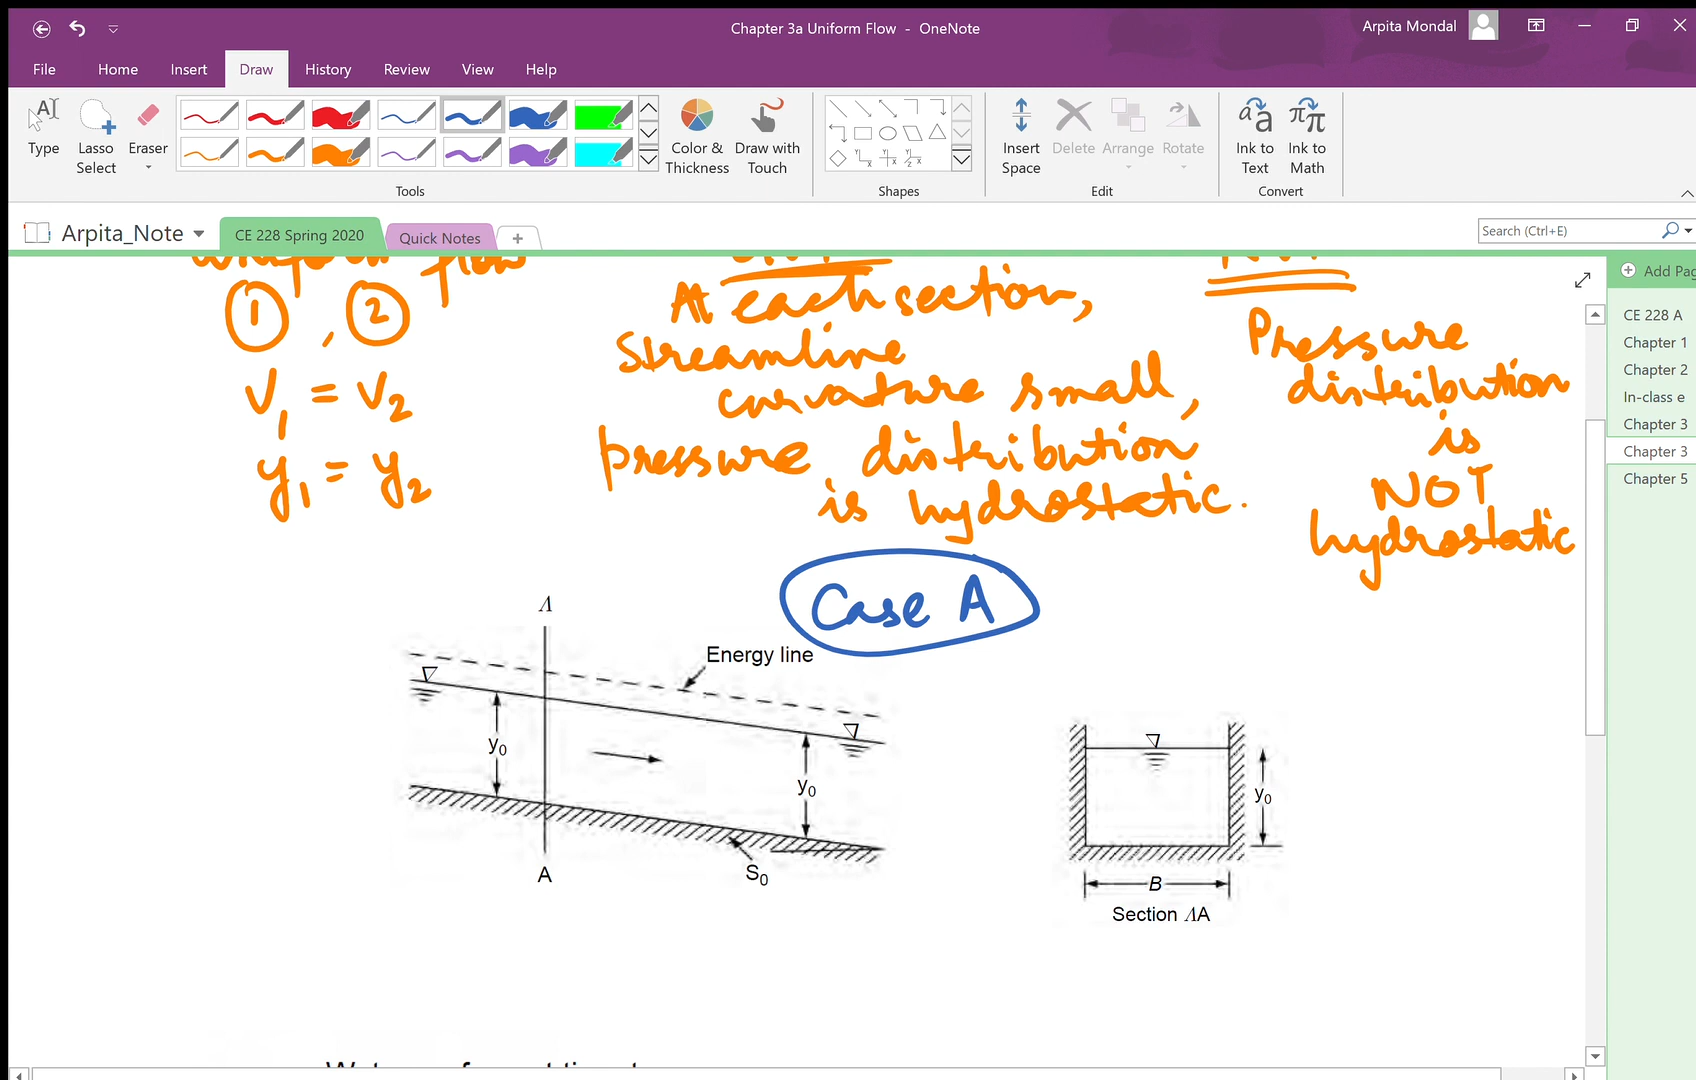 Chapter 3a Uniform Flow - OneNote
Arpita Mondal
File Home Insert Draw History Review View Help
Type
Lasso Select
Eraser
Color & Thickness
Draw with Touch
Insert Space
Delete
Arrange
Rotate
Ink to Text
Ink to Math
Tools
Shapes
Edit
Convert
Arpita_Note
CE 228 Spring 2020
Quick Notes
Search (Ctrl+E)
Add Pag
CE 228 A
Chapter 1
Chapter 2
In-class e
Chapter 3
Chapter 3
Chapter 5
uniform flow
①, ②
V1 = V2
y1 = y2
At each section,
streamline
curvature small,
pressure distribution
is hydrostatic.
Pressure
distribution
is
NOT
hydrostatic
Case A
A
Energy line
y0
y0
A
S0
y0
B
Section AA